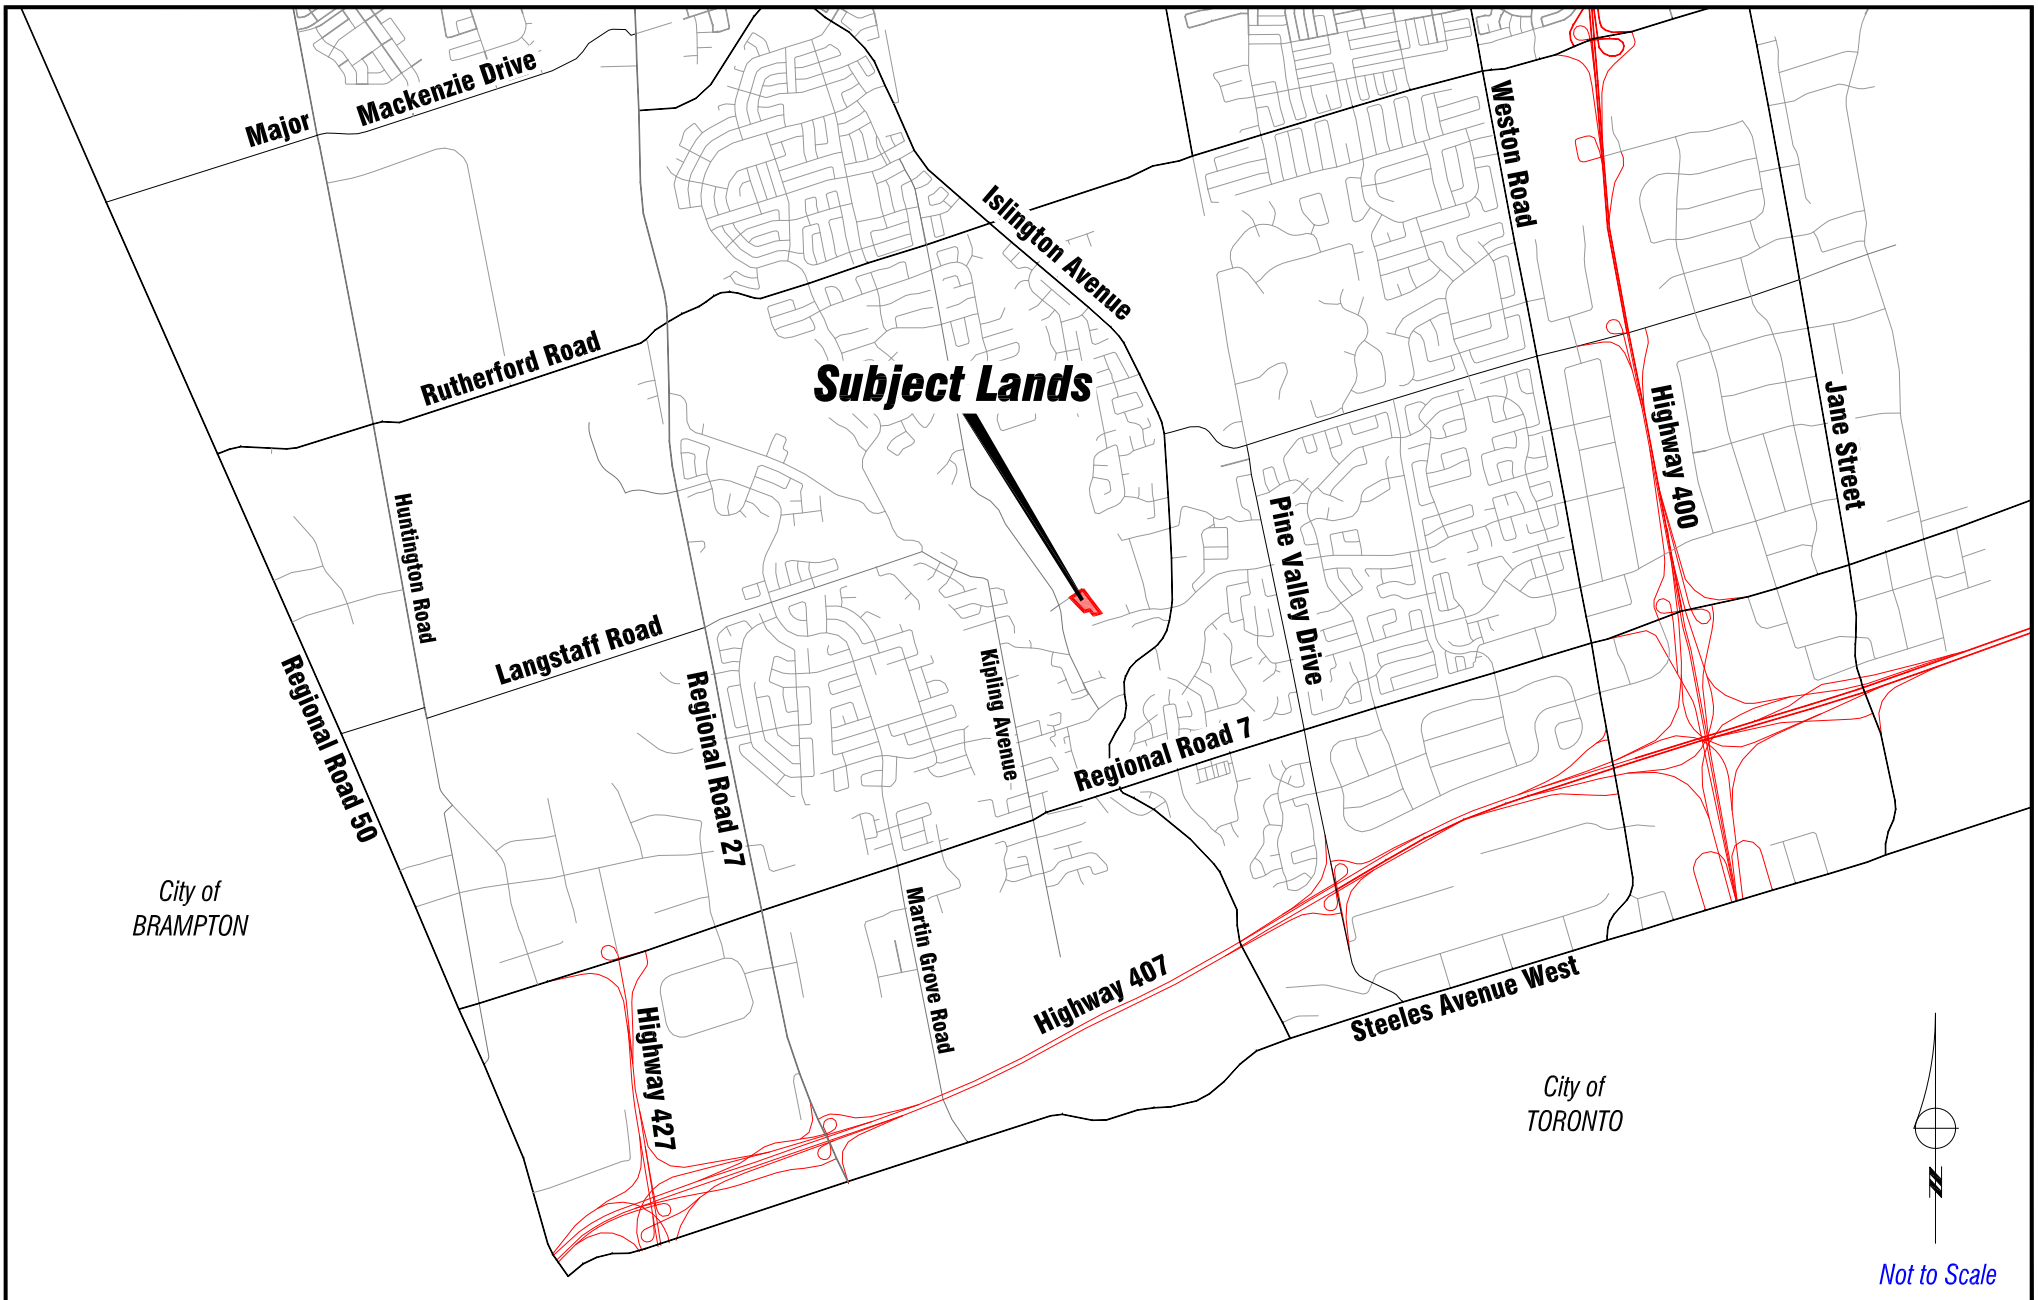 Major
Mackenzie Drive
Islington Avenue
Weston Road
Rutherford Road
Subject Lands
Highway 400
Jane Street
Huntington Road
Pine Valley Drive
Langstaff Road
Regional Road 50
Regional Road 27
Kipling Avenue
Regional Road 7
City of
BRAMPTON
Martin Grove Road
Highway 407
Steeles Avenue West
Highway 427
City of
TORONTO
N
Not to Scale